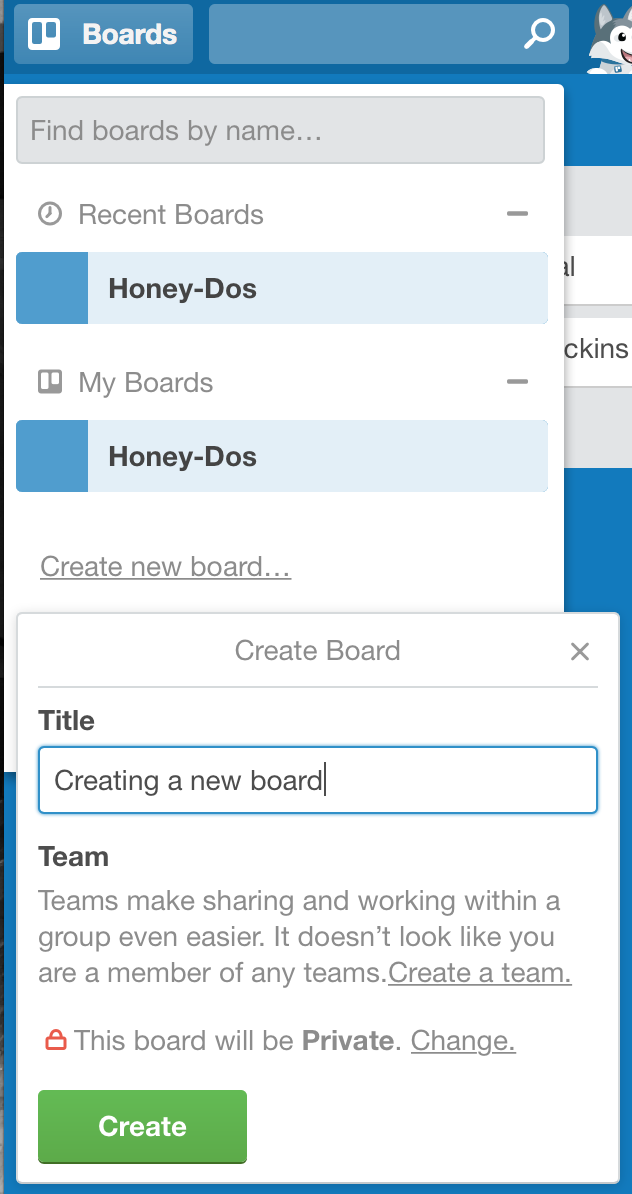 Boards
Find boards by name…
Recent Boards
Honey-Dos
al
ckins
My Boards
Honey-Dos
Create new board…
Create Board
Title
Creating a new board
Team
Teams make sharing and working within a
group even easier. It doesn’t look like you
are a member of any teams.Create a team.
This board will be Private. Change.
Create